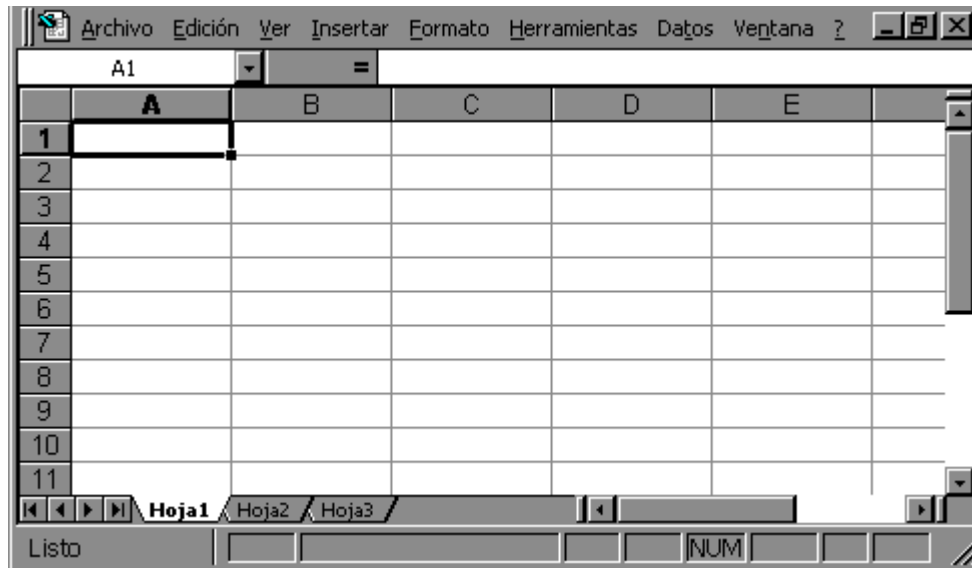 Archivo Edición Ver Insertar Formato Herramientas Datos Ventana ?
A1 =
A B C D E
1
2
3
4
5
6
7
8
9
10
11
Hoja1 Hoja2 Hoja3
Listo NUM